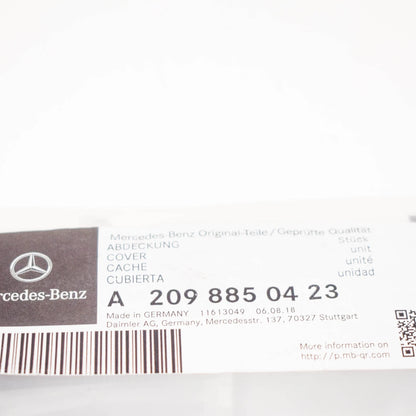 Mercedes-Benz Original-Teile / Geprüfte Qualität
ABDECKUNG Stück
COVER unit
CACHE unité
CUBIERTA unidad
rcedes-Benz
A 209 885 04 23
Made in GERMANY 11613049 06.08.18
Daimler AG, Germany, Mercedesstr. 137, 70327 Stuttgart
More information on
http://p.mb-qr.com